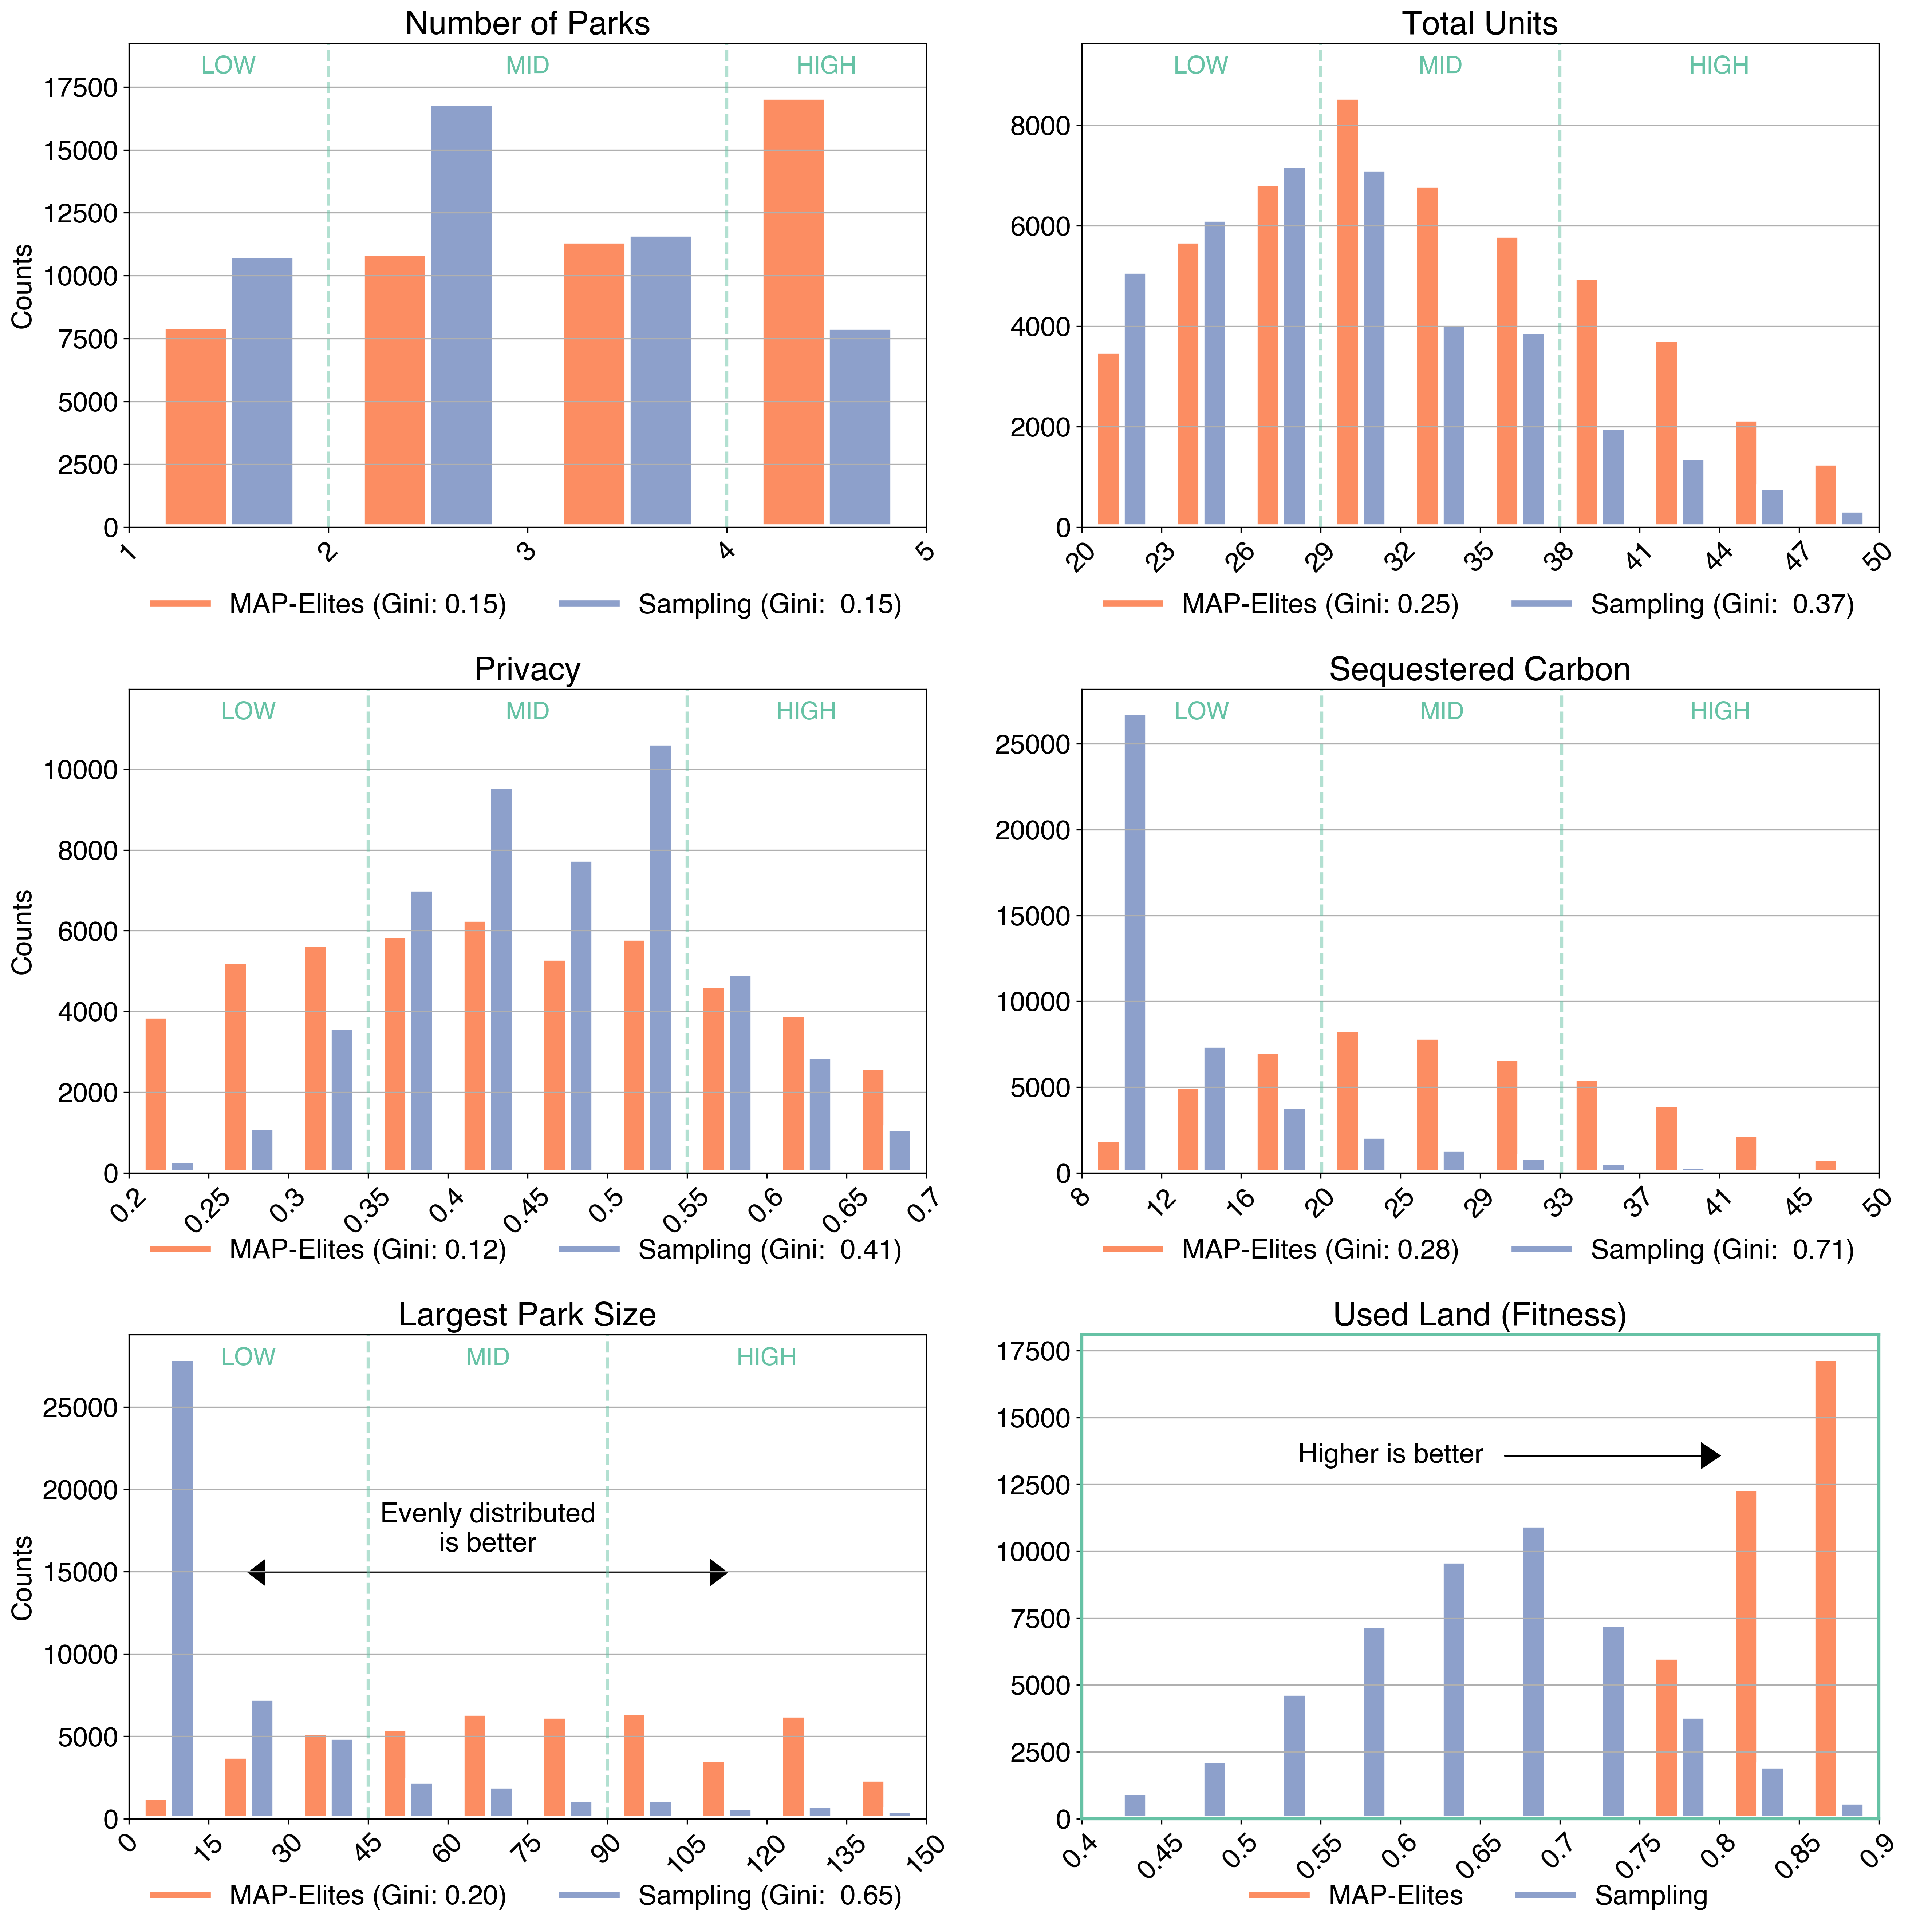 Number of Parks
LOW MID HIGH
17500
15000
12500
10000
7500
5000
2500
0
Counts
1 2 3 4 5
MAP-Elites (Gini: 0.15) Sampling (Gini: 0.15)
Total Units
LOW MID HIGH
8000
6000
4000
2000
0
20 23 26 29 32 35 38 41 44 47 50
MAP-Elites (Gini: 0.25) Sampling (Gini: 0.37)
Privacy
LOW MID HIGH
10000
8000
6000
4000
2000
0
Counts
0.2 0.25 0.3 0.35 0.4 0.45 0.5 0.55 0.6 0.65 0.7
MAP-Elites (Gini: 0.12) Sampling (Gini: 0.41)
Sequestered Carbon
LOW MID HIGH
25000
20000
15000
10000
5000
0
8 12 16 20 25 29 33 37 41 45 50
MAP-Elites (Gini: 0.28) Sampling (Gini: 0.71)
Largest Park Size
LOW MID HIGH
25000
20000
15000
10000
5000
0
Counts
Evenly distributed
is better
0 15 30 45 60 75 90 105 120 135 150
MAP-Elites (Gini: 0.20) Sampling (Gini: 0.65)
Used Land (Fitness)
17500
15000
12500
10000
7500
5000
2500
0
Higher is better
0.4 0.45 0.5 0.55 0.6 0.65 0.7 0.75 0.8 0.85 0.9
MAP-Elites Sampling